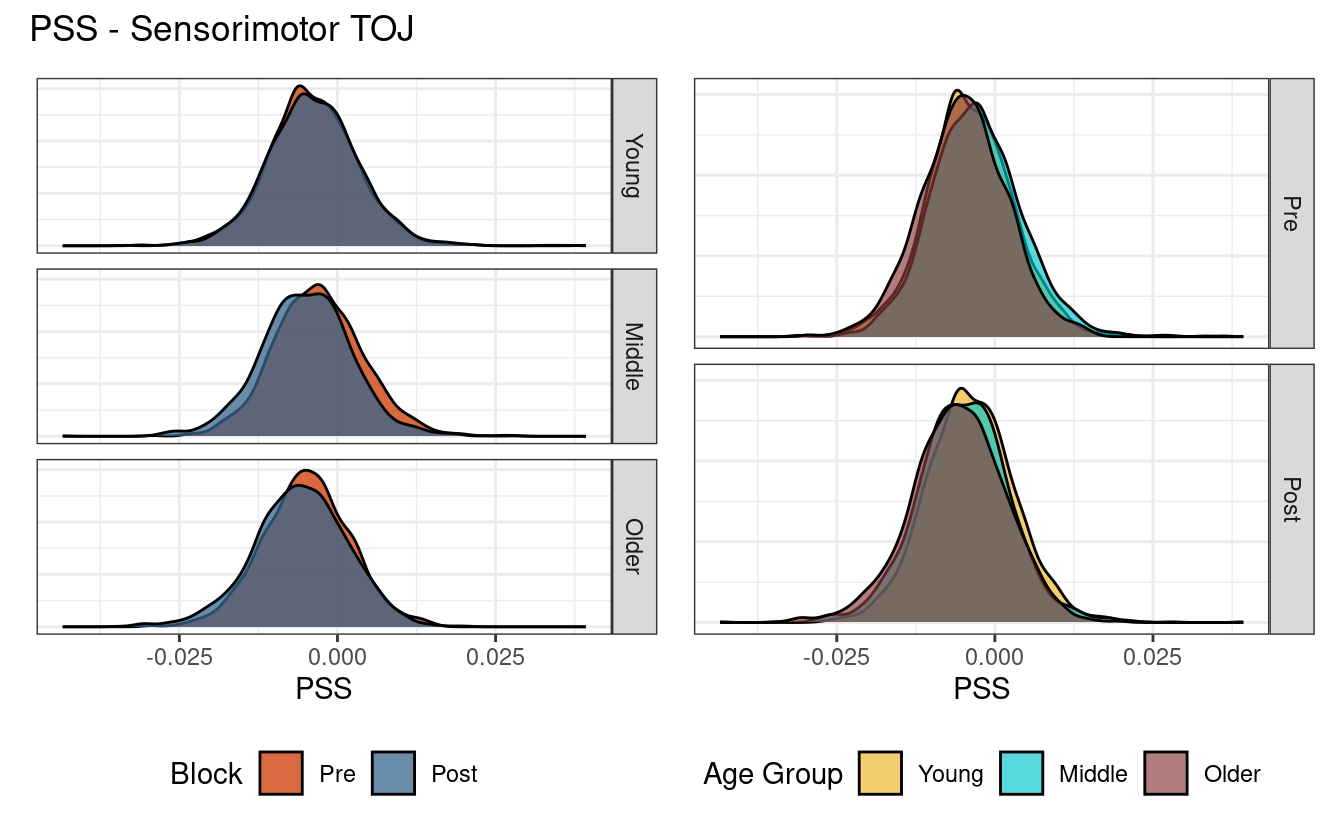 PSS - Sensorimotor TOJ
Young
Middle
Older
-0.025 0.000 0.025
PSS
Block Pre Post
Pre
Post
-0.025 0.000 0.025
PSS
Age Group Young Middle Older